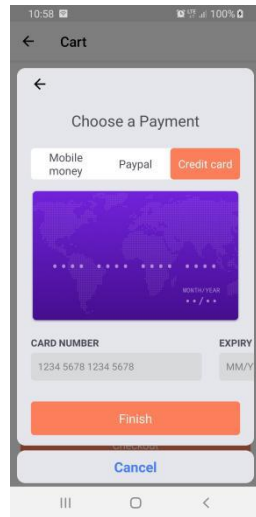 10:58 LTE 100%
Cart
Choose a Payment
Mobile money Paypal Credit card
•••• •••• •••• ••••
MONTH/YEAR
••/••
CARD NUMBER EXPIRY
1234 5678 1234 5678 MM/Y
Finish
Checkout
Cancel